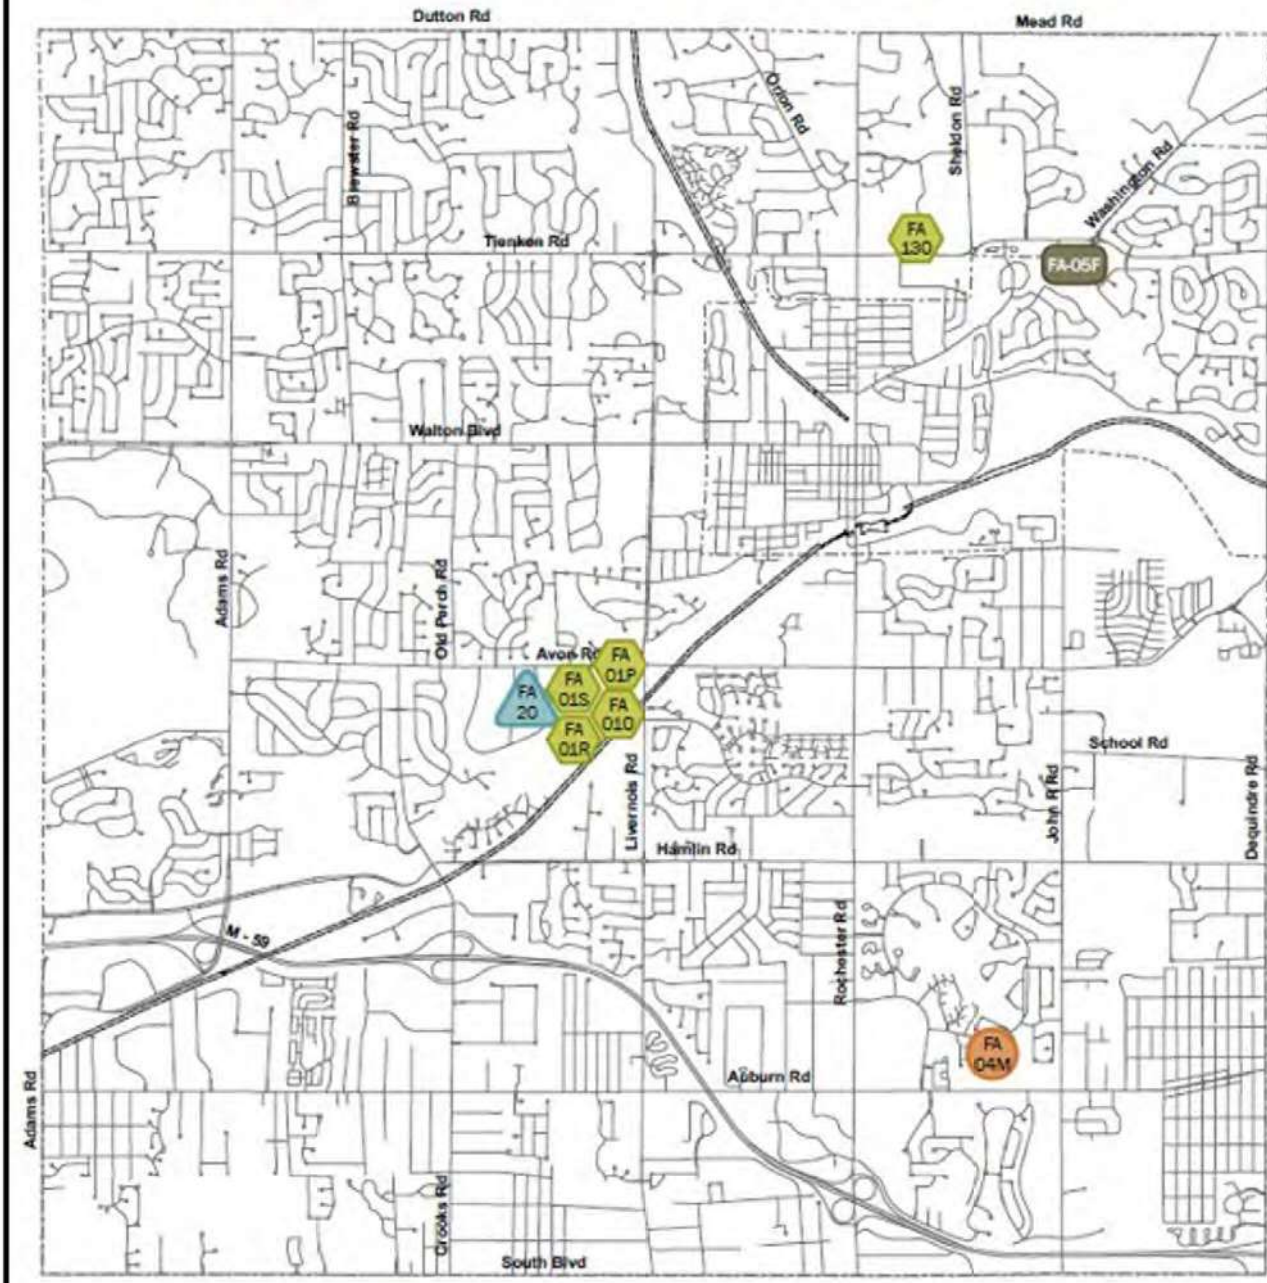 Dutton Rd
Mead Rd
Orion Rd
Brewster Rd
Sheldon Rd
Washington Rd
FA
130
Tienken Rd
FA-05F
Walton Blvd
Adams Rd
Old Perch Rd
Avon Rd
FA
01P
FA
01S
FA
20
FA
01O
FA
01R
School Rd
Livernois Rd
John R Rd
Dequindre Rd
Hamlin Rd
M - 59
Rochester Rd
FA
04M
Auburn Rd
Adams Rd
Crooks Rd
South Blvd